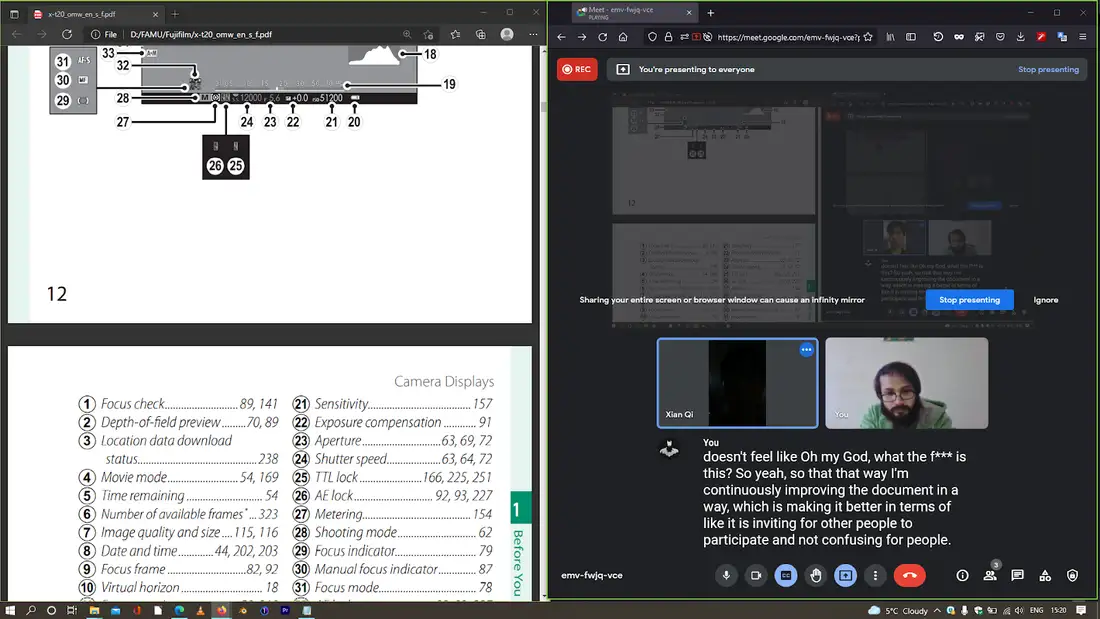 x-t20_omw_en_s_f.pdf
File
D:/FAMU/Fujifilm/x-t20_omw_en_s_f.pdf
33
AF
32
31
AF-S
30
MF
29
28
27
18
19
12000
5.6
+0.0
ISO 51200
24
23
22
21
20
26
25
12
Camera Displays
1 Focus check 89, 141
2 Depth-of-field preview 70, 89
3 Location data download
status 238
4 Movie mode 54, 169
5 Time remaining 54
6 Number of available frames* 323
7 Image quality and size 115, 116
8 Date and time 44, 202, 203
9 Focus frame 82, 92
10 Virtual horizon 18
21 Sensitivity 157
22 Exposure compensation 91
23 Aperture 63, 69, 72
24 Shutter speed 63, 64, 72
25 TTL lock 166, 225, 251
26 AE lock 92, 93, 227
27 Metering 154
28 Shooting mode 62
29 Focus indicator 79
30 Manual focus indicator 87
31 Focus mode 78
1
Before You
Meet - emv-fwjq-vce
PLAYING
https://meet.google.com/emv-fwjq-vce?p
REC
You're presenting to everyone
Stop presenting
12
Sharing your entire screen or browser window can cause an infinity mirror
Stop presenting
Ignore
Xian Qi
You
You
doesn't feel like Oh my God, what the f*** is
this? So yeah, so that that way I'm
continuously improving the document in a
way, which is making it better in terms of
like it is inviting for other people to
participate and not confusing for people.
emv-fwjq-vce
3
5°C Cloudy
ENG
15:20